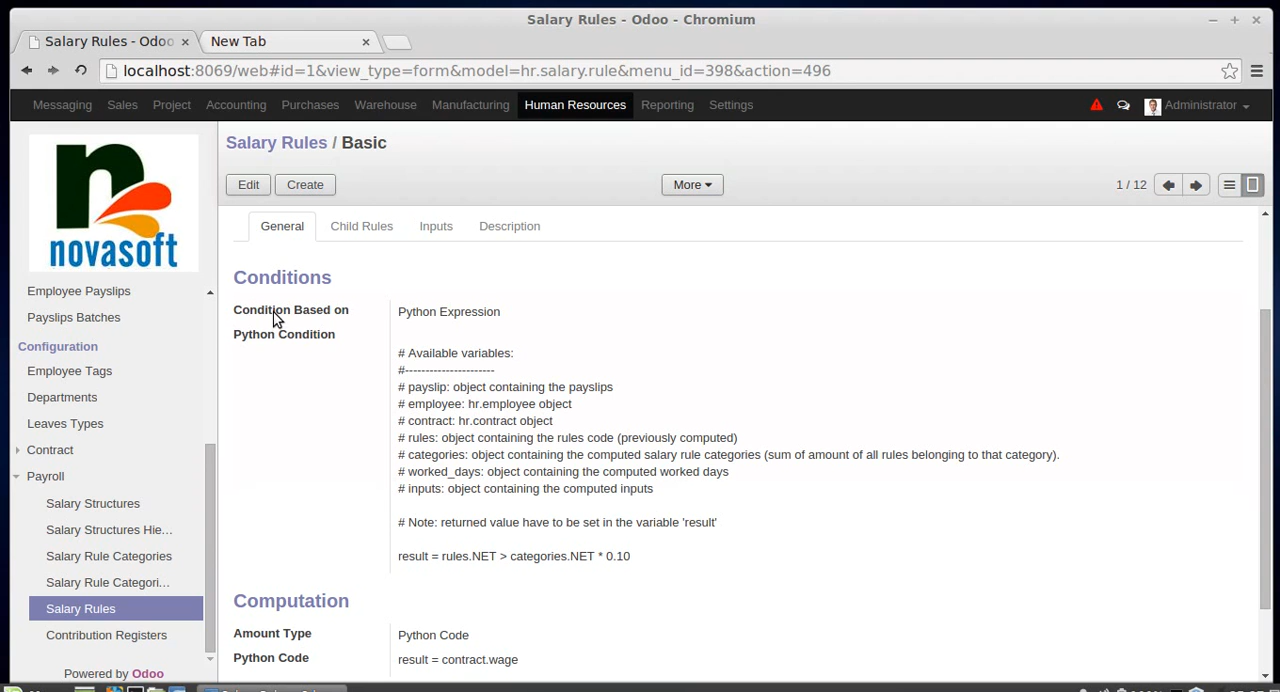 Salary Rules - Odoo - Chromium
Salary Rules - Odoo
New Tab
localhost:8069/web#id=1&view_type=form&model=hr.salary.rule&menu_id=398&action=496
Messaging Sales Project Accounting Purchases Warehouse Manufacturing Human Resources Reporting Settings Administrator
novasoft
Salary Rules / Basic
Edit Create More 1 / 12
General Child Rules Inputs Description
Employee Payslips
Payslips Batches
Configuration
Employee Tags
Departments
Leaves Types
Contract
Payroll
Salary Structures
Salary Structures Hie...
Salary Rule Categories
Salary Rule Categori...
Salary Rules
Contribution Registers
Powered by Odoo
Conditions
Condition Based on Python Expression
Python Condition
# Available variables:
#----------------------
# payslip: object containing the payslips
# employee: hr.employee object
# contract: hr.contract object
# rules: object containing the rules code (previously computed)
# categories: object containing the computed salary rule categories (sum of amount of all rules belonging to that category).
# worked_days: object containing the computed worked days
# inputs: object containing the computed inputs
# Note: returned value have to be set in the variable 'result'
result = rules.NET > categories.NET * 0.10
Computation
Amount Type Python Code
Python Code result = contract.wage